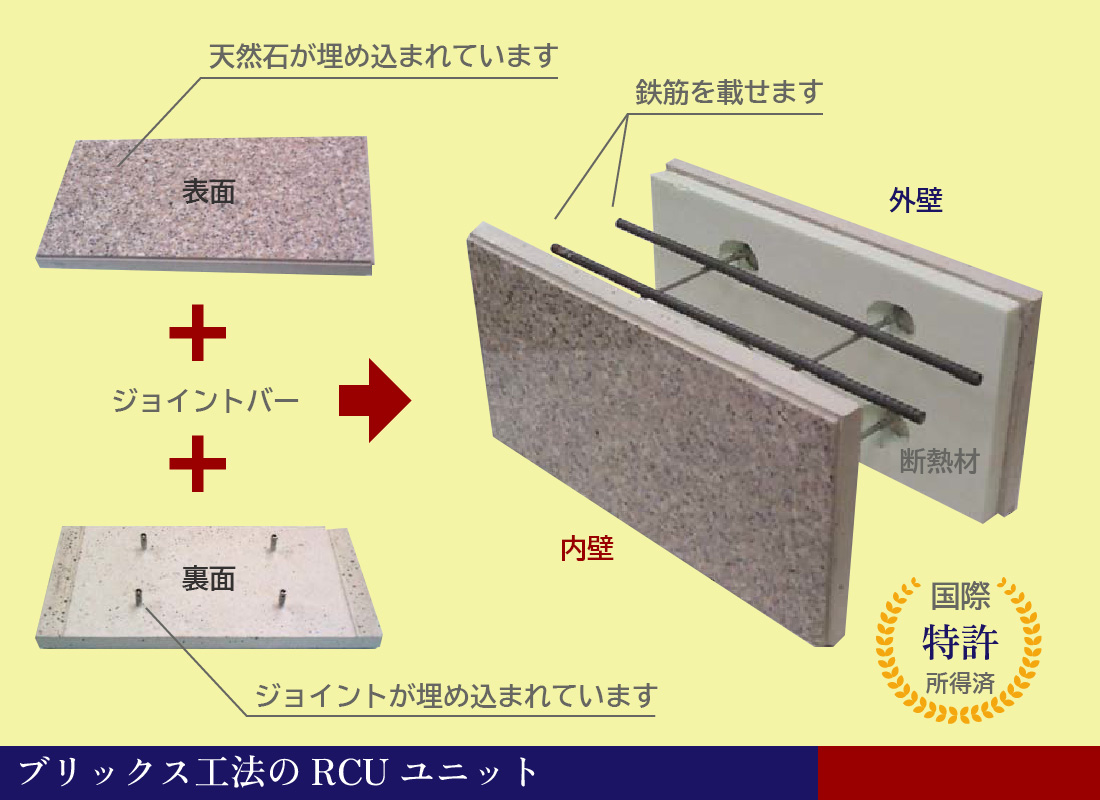 天然石が埋め込まれています
鉄筋を載せます
表面
外壁
ジョイントバー
断熱材
内壁
裏面
国際
特許
所得済
ジョイントが埋め込まれています
ブリックス工法の RCU ユニット